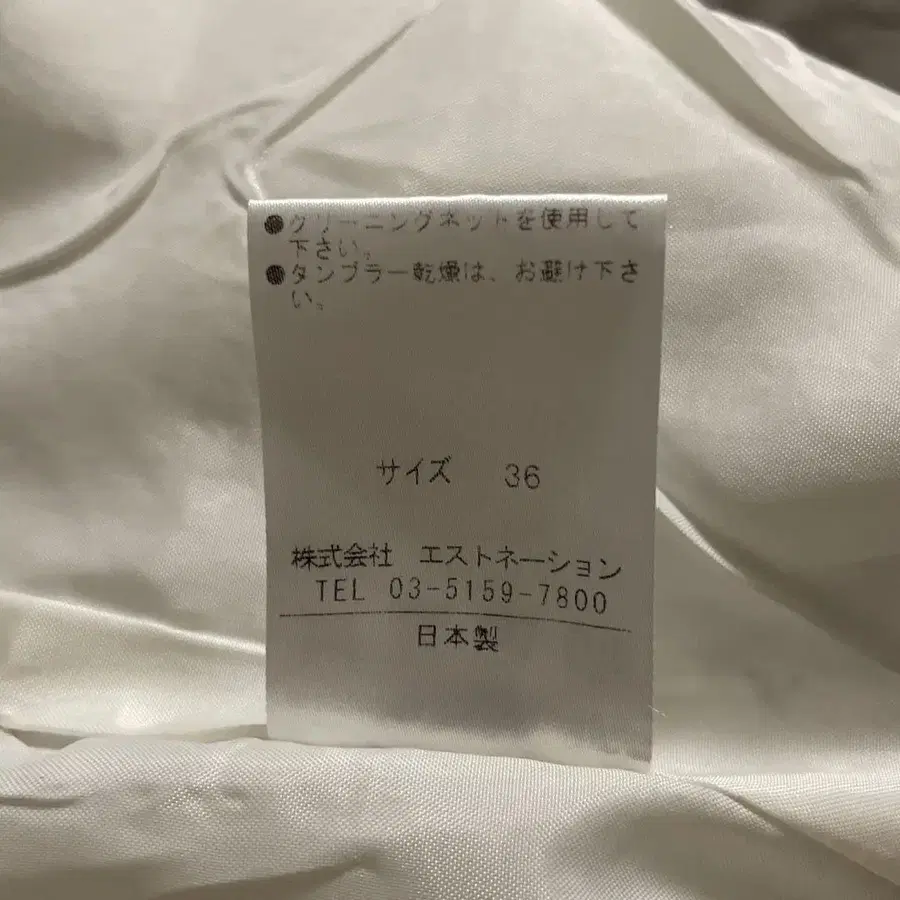 ●クリーニングネットを使用して
下さい。
●タンブラー乾燥は、お避け下さ
い。
サイズ 36
株式会社 エストネーション
TEL 03-5159-7800
日本製